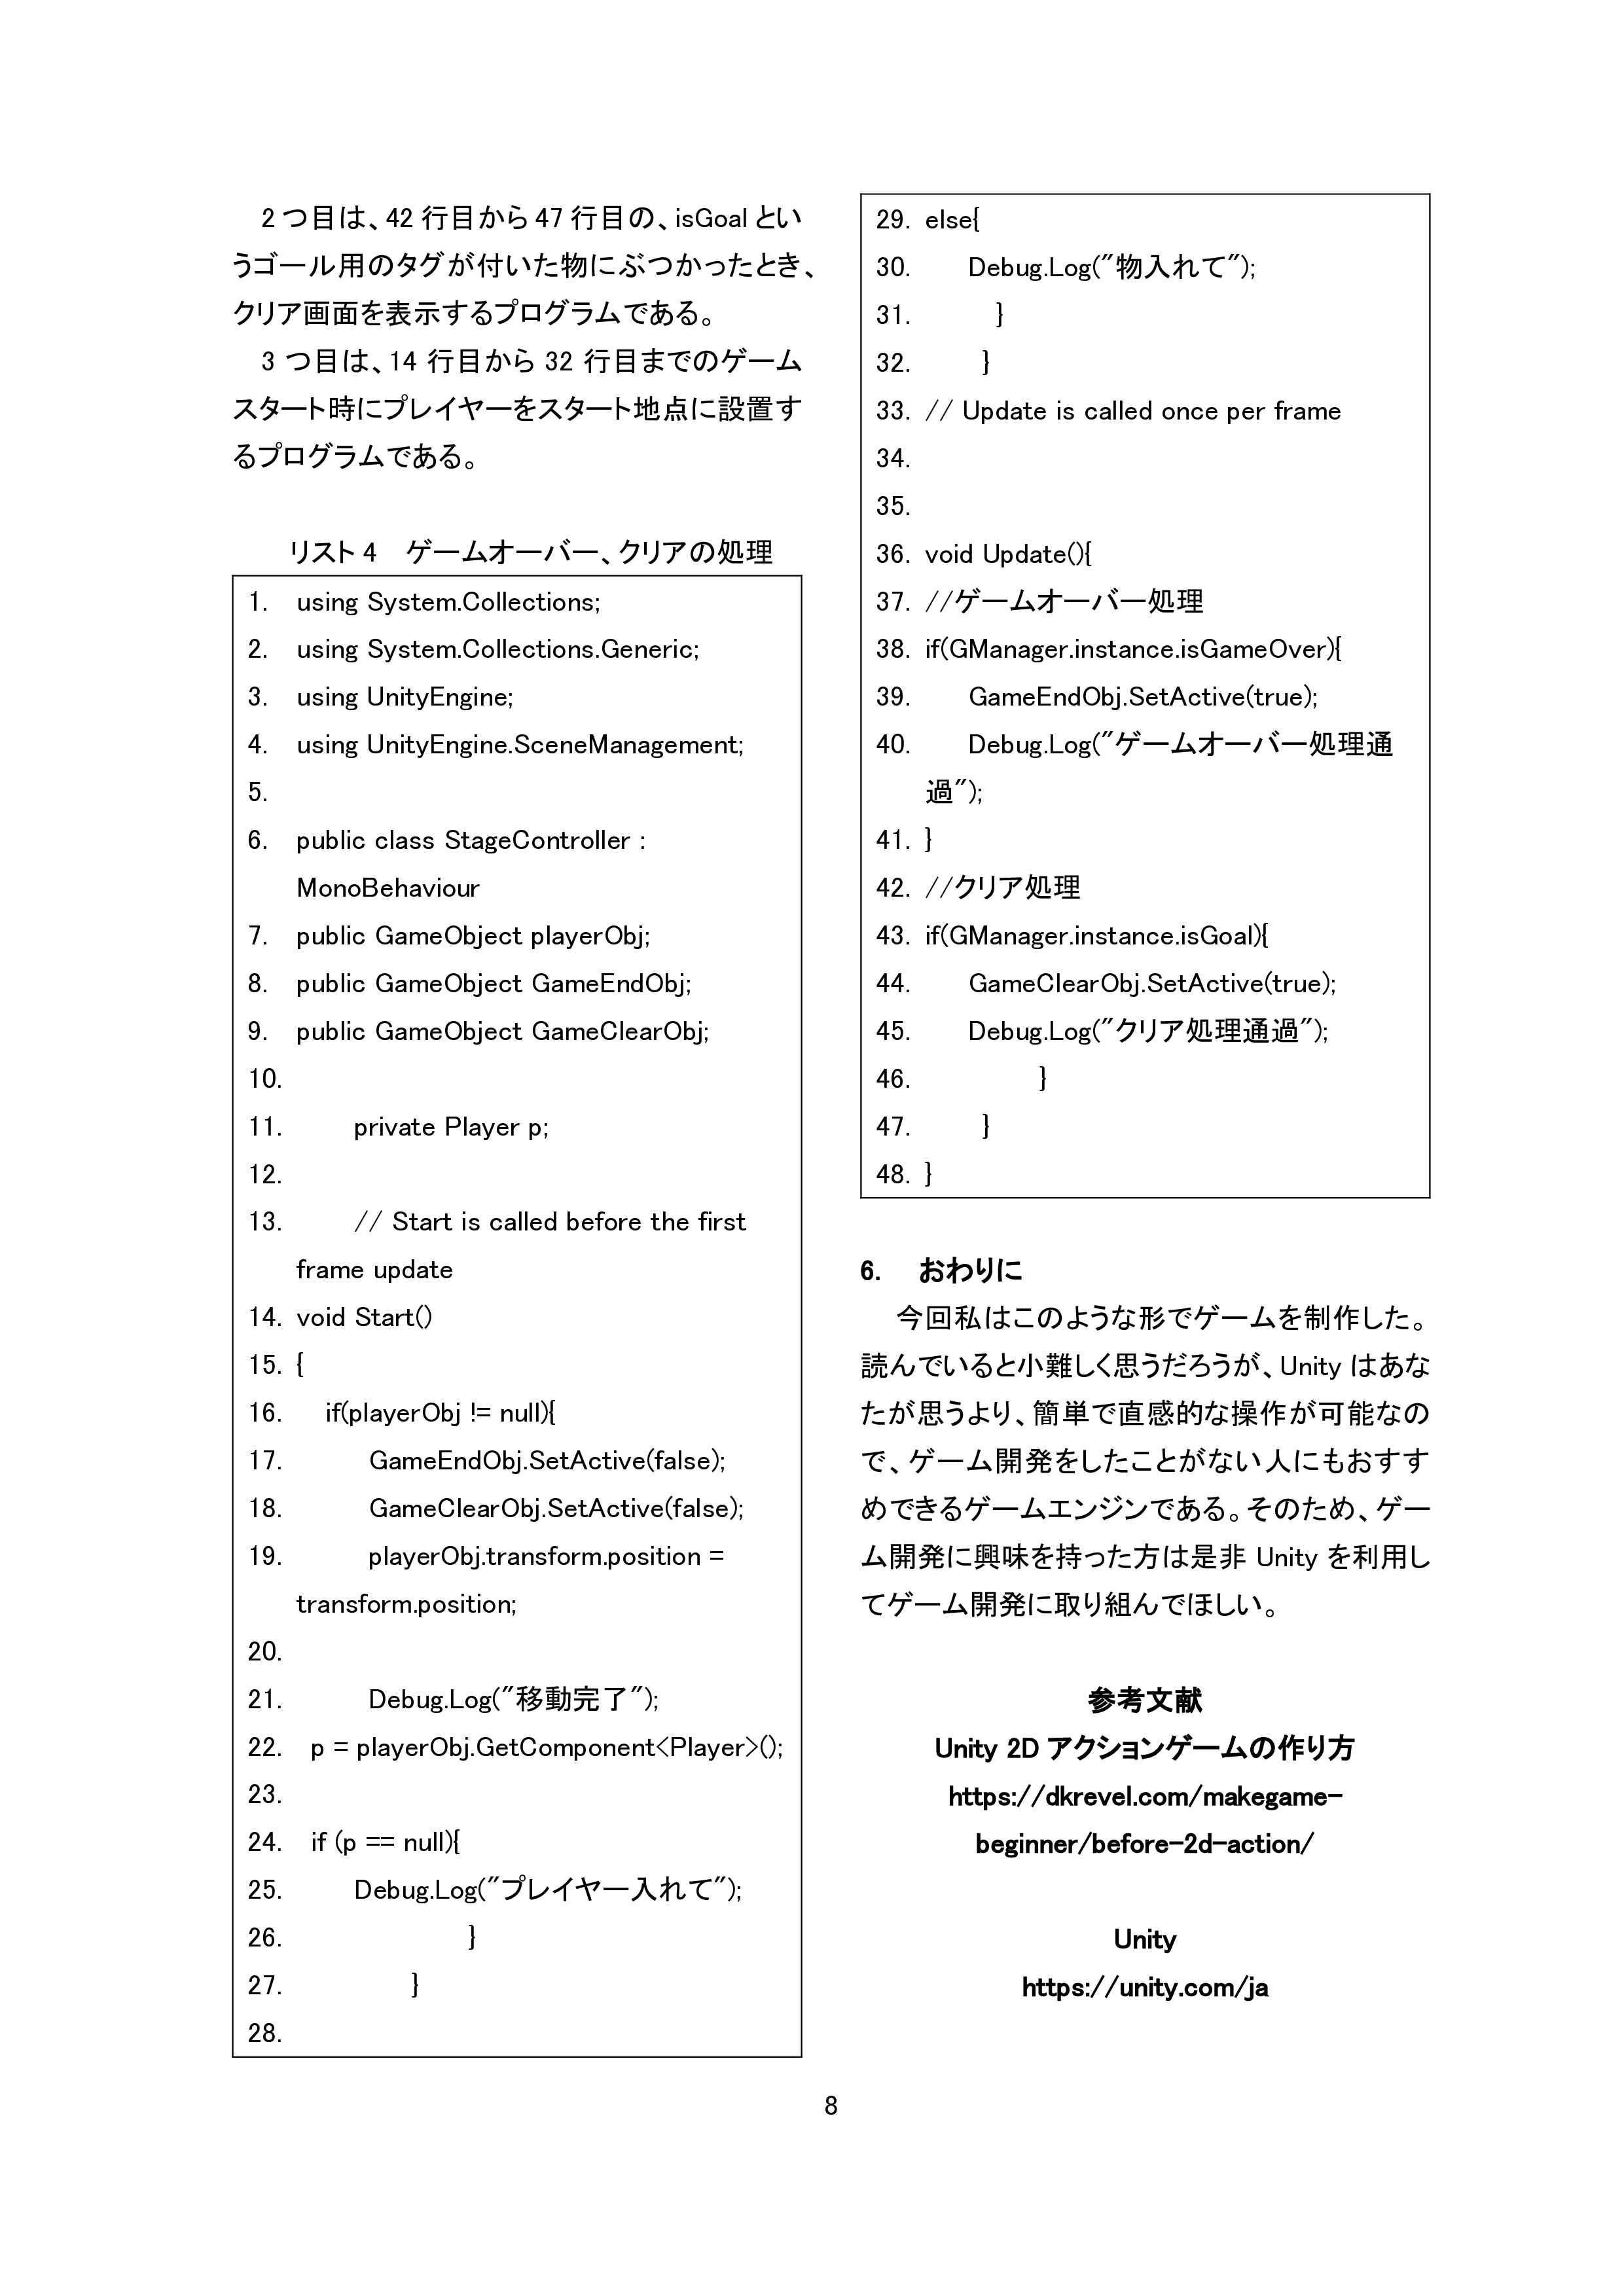 2 つ目は、42 行目から 47 行目の、isGoal とい
うゴール用のタグが付いた物にぶつかったとき、
クリア画面を表示するプログラムである。
3 つ目は、14 行目から 32 行目までのゲーム
スタート時にプレイヤーをスタート地点に設置す
るプログラムである。
リスト 4　ゲームオーバー、クリアの処理
1. using System.Collections;
2. using System.Collections.Generic;
3. using UnityEngine;
4. using UnityEngine.SceneManagement;
5.
6. public class StageController :
MonoBehaviour
7. public GameObject playerObj;
8. public GameObject GameEndObj;
9. public GameObject GameClearObj;
10.
11. private Player p;
12.
13. // Start is called before the first
frame update
14. void Start()
15. {
16. if(playerObj != null){
17. GameEndObj.SetActive(false);
18. GameClearObj.SetActive(false);
19. playerObj.transform.position =
transform.position;
20.
21. Debug.Log("移動完了");
22. p = playerObj.GetComponent<Player>();
23.
24. if (p == null){
25. Debug.Log("プレイヤー入れて");
26. }
27. }
28.
29. else{
30. Debug.Log("物入れて");
31. }
32. }
33. // Update is called once per frame
34.
35.
36. void Update(){
37. //ゲームオーバー処理
38. if(GManager.instance.isGameOver){
39. GameEndObj.SetActive(true);
40. Debug.Log("ゲームオーバー処理通
過");
41. }
42. //クリア処理
43. if(GManager.instance.isGoal){
44. GameClearObj.SetActive(true);
45. Debug.Log("クリア処理通過");
46. }
47. }
48. }
6.　おわりに
今回私はこのような形でゲームを制作した。
読んでいると小難しく思うだろうが、Unity はあな
たが思うより、簡単で直感的な操作が可能なの
で、ゲーム開発をしたことがない人にもおすす
めできるゲームエンジンである。そのため、ゲー
ム開発に興味を持った方は是非 Unity を利用し
てゲーム開発に取り組んでほしい。
参考文献
Unity 2D アクションゲームの作り方
https://dkrevel.com/makegame-
beginner/before-2d-action/
Unity
https://unity.com/ja
8